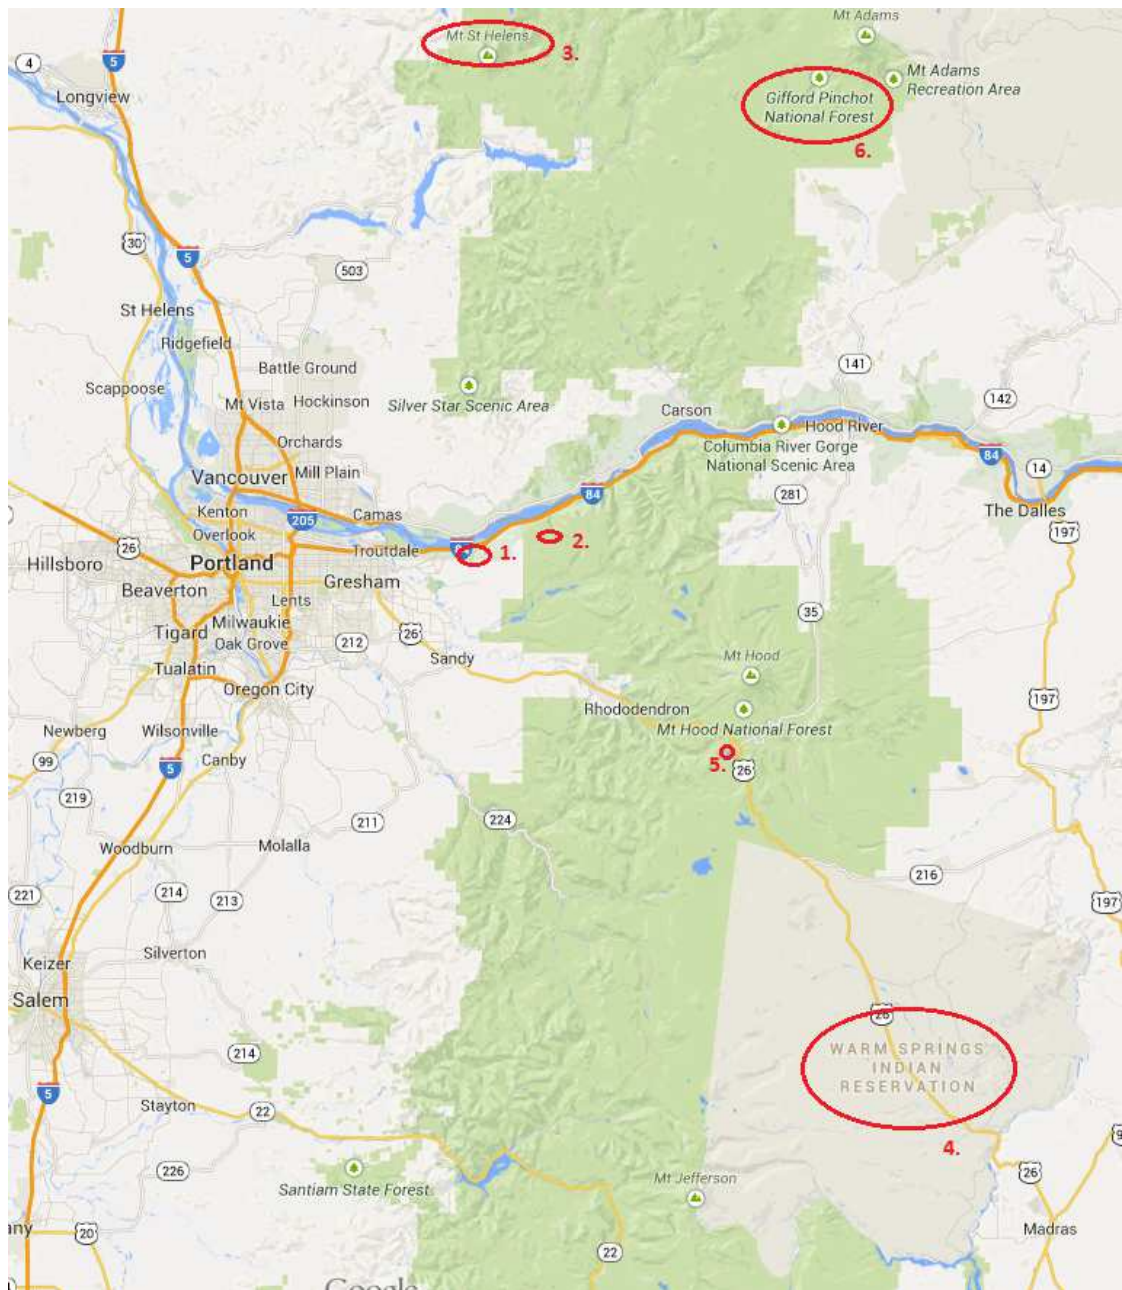 Mt Adams
Mt St Helens
3.
5
4
Longview
Mt Adams
Recreation Area
Gifford Pinchot
National Forest
6.
30
5
503
St Helens
Ridgefield
Battle Ground
Scappoose
Silver Star Scenic Area
Mt Vista
Hockinson
141
142
Carson
Hood River
Orchards
Columbia River Gorge
National Scenic Area
84
14
Vancouver
Mill Plain
84
281
The Dalles
Kenton
205
Camas
197
Overlook
26
Troutdale
1.
2.
Hillsboro
Portland
Beaverton
Gresham
Lents
35
Milwaukie
Tigard
Oak Grove
212
26
Sandy
Mt Hood
Tualatin
Oregon City
197
Rhododendron
Newberg
Wilsonville
Mt Hood National Forest
99
Canby
5
5.
26
219
224
211
Woodburn
Molalla
216
221
214
213
197
Silverton
Keizer
Salem
26
WARM SPRINGS
INDIAN
RESERVATION
214
5
Stayton
22
4.
226
Santiam State Forest
Mt Jefferson
26
Madras
any
20
22
Google